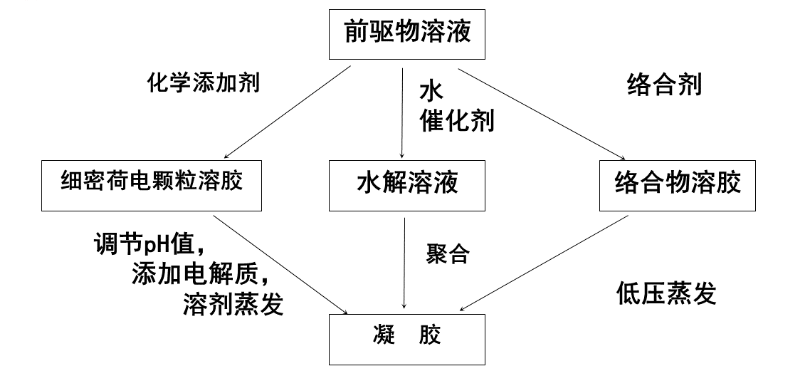 前驱物溶液
化学添加剂
水
催化剂
络合剂
细密荷电颗粒溶胶
水解溶液
络合物溶胶
调节pH值，
添加电解质，
溶剂蒸发
聚合
低压蒸发
凝 胶